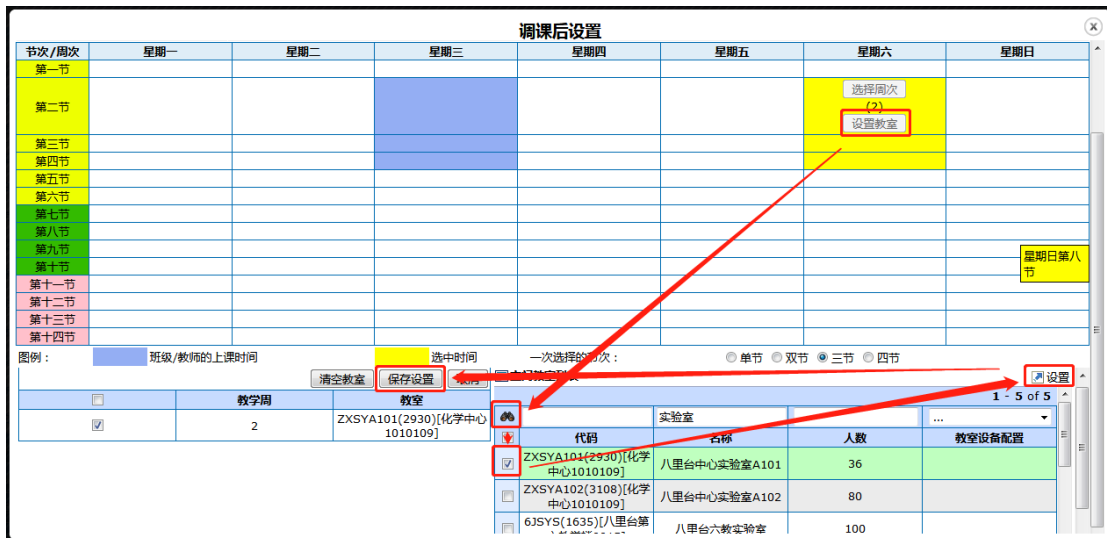 调课后设置
节次/周次 星期一 星期二 星期三 星期四 星期五 星期六 星期日
第一节
选择周次
第二节 (2)
设置教室
第三节
第四节
第五节
第六节
第七节
第八节
第九节
第十节
星期日第八
节
第十一节
第十二节
第十三节
第十四节
图例： 班级/教师的上课时间 选中时间 一次选择的节次： 单节 双节 三节 四节
清空教室 保存设置 取消 空闲教室列表 设置
教学周 教室
2 ZXSYA101(2930)[化学中心
1010109]
1 - 5 of 5
实验室 ...
代码 名称 人数 教室设备配置
ZXSYA101(2930)[化学
中心1010109] 八里台中心实验室A101 36
ZXSYA102(3108)[化学
中心1010109] 八里台中心实验室A102 80
6JSYS(1635)[八里台第
八里台六教实验室 100